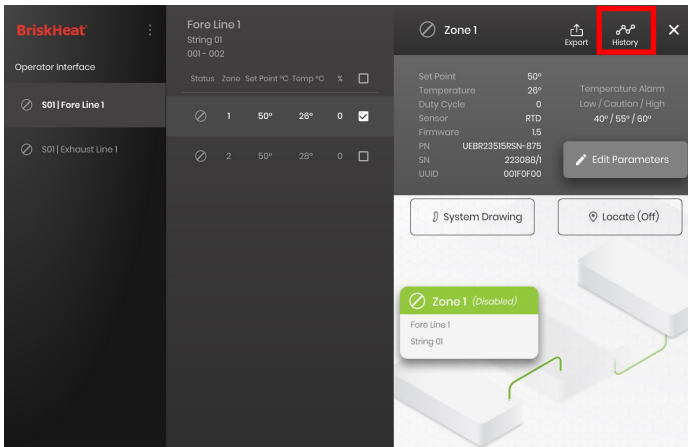 BriskHeat
Operator Interface
S01 | Fore Line 1
S01 | Exhaust Line 1
Fore Line 1
String 01
001 - 002
Status Zone Set Point ºC Temp ºC %
1 50° 26° 0
2 50° 28° 0
Zone 1
Export
History
Set Point 50°
Temperature 26°
Duty Cycle 0
Sensor RTD
Firmware 1.5
PN UEBR23515RSN-875
SN 223088/1
UUID 001F0F00
Temperature Alarm
Low / Caution / High
40° / 55° / 60°
Edit Parameters
System Drawing
Locate (Off)
Zone 1 (Disabled)
Fore Line 1
String 01